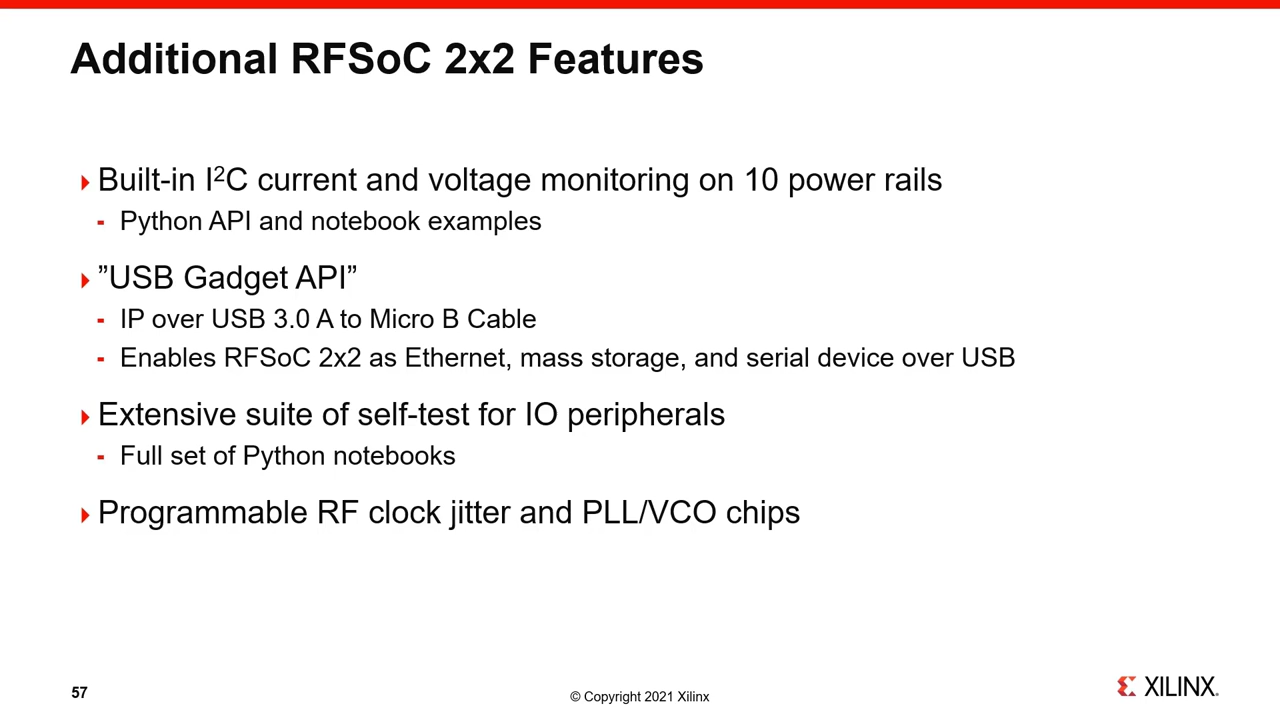 Additional RFSoC 2x2 Features
Built-in I²C current and voltage monitoring on 10 power rails
- Python API and notebook examples
”USB Gadget API”
- IP over USB 3.0 A to Micro B Cable
- Enables RFSoC 2x2 as Ethernet, mass storage, and serial device over USB
Extensive suite of self-test for IO peripherals
- Full set of Python notebooks
Programmable RF clock jitter and PLL/VCO chips
57
© Copyright 2021 Xilinx
XILINX